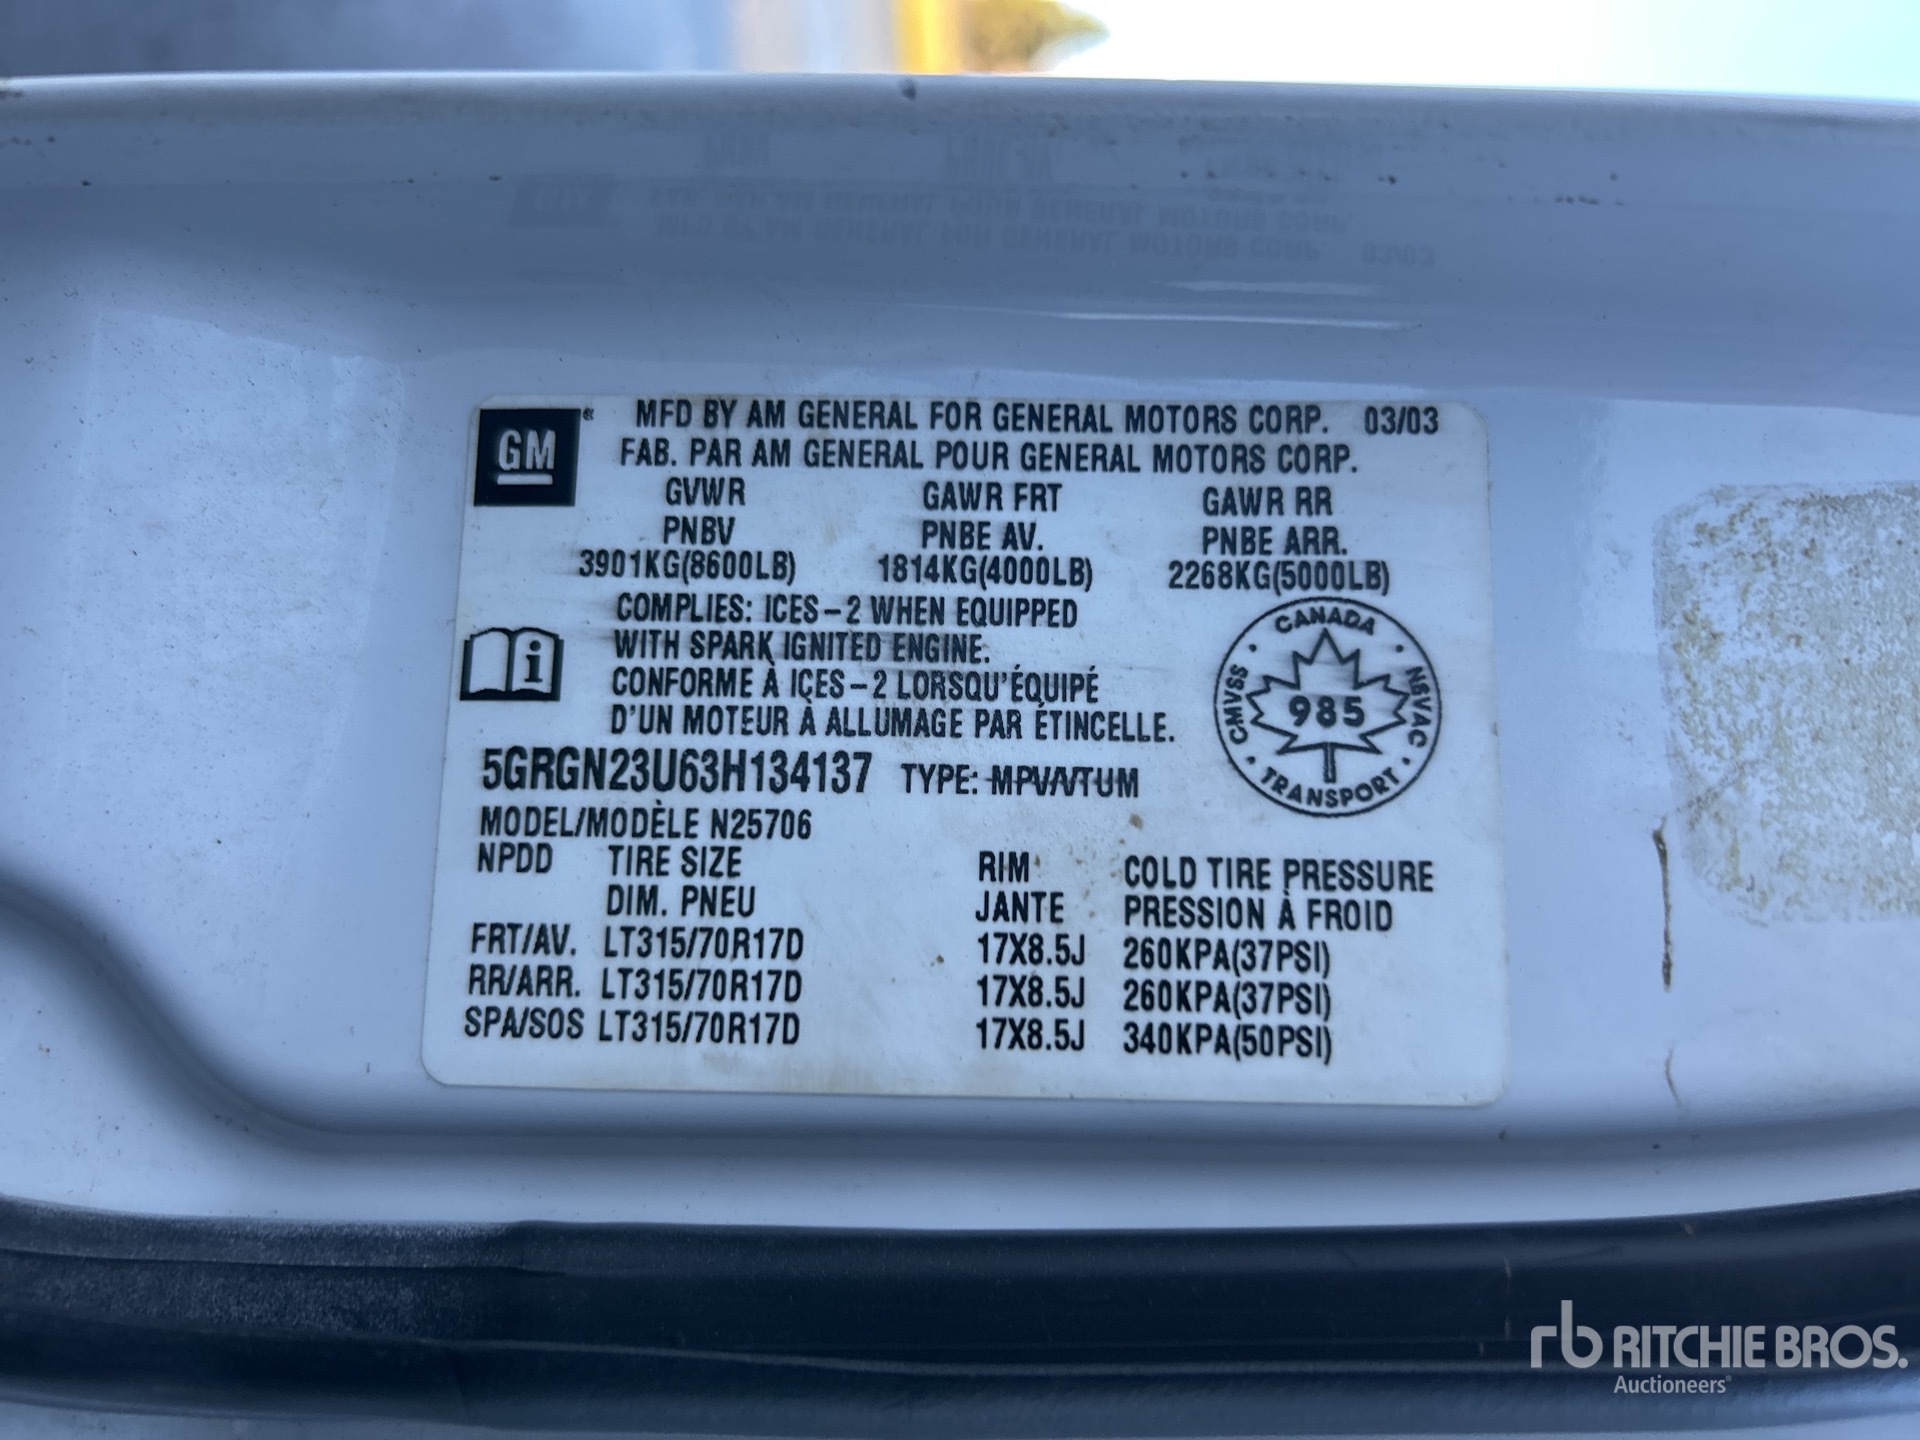 GM®
MFD BY AM GENERAL FOR GENERAL MOTORS CORP. 03/03
FAB. PAR AM GENERAL POUR GENERAL MOTORS CORP.
GVWR GAWR FRT GAWR RR
PNBV PNBE AV. PNBE ARR.
3901KG(8600LB) 1814KG(4000LB) 2268KG(5000LB)
COMPLIES: ICES-2 WHEN EQUIPPED
WITH SPARK IGNITED ENGINE.
CONFORME À ICES-2 LORSQU'ÉQUIPÉ
D'UN MOTEUR À ALLUMAGE PAR ÉTINCELLE.
CANADA
CMVSS
NSVAC
985
TRANSPORT
5GRGN23U63H134137 TYPE: MPV/VTUM
MODEL/MODÈLE N25706
NPDD TIRE SIZE RIM COLD TIRE PRESSURE
DIM. PNEU JANTE PRESSION À FROID
FRT/AV. LT315/70R17D 17X8.5J 260KPA(37PSI)
RR/ARR. LT315/70R17D 17X8.5J 260KPA(37PSI)
SPA/SOS LT315/70R17D 17X8.5J 340KPA(50PSI)
rb RITCHIE BROS.
Auctioneers®